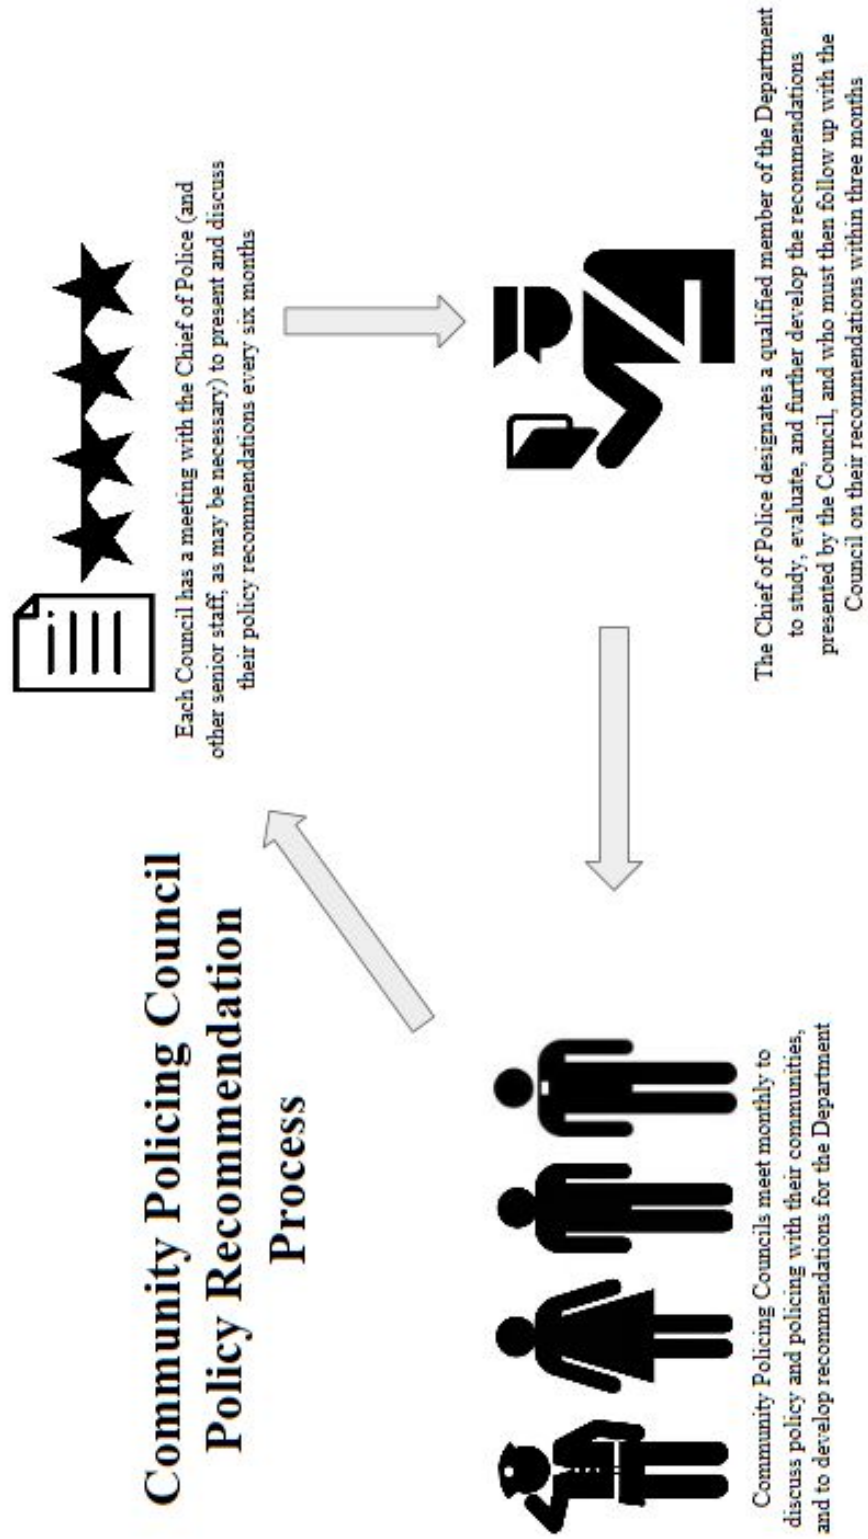 Community Policing Council
Policy Recommendation
Process
Each Council has a meeting with the Chief of Police (and
other senior staff, as may be necessary) to present and discuss
their policy recommendations every six months
The Chief of Police designates a qualified member of the Department
to study, evaluate, and further develop the recommendations
presented by the Council, and who must then follow up with the
Council on their recommendations within three months
Community Policing Councils meet monthly to
discuss policy and policing with their communities,
and to develop recommendations for the Department